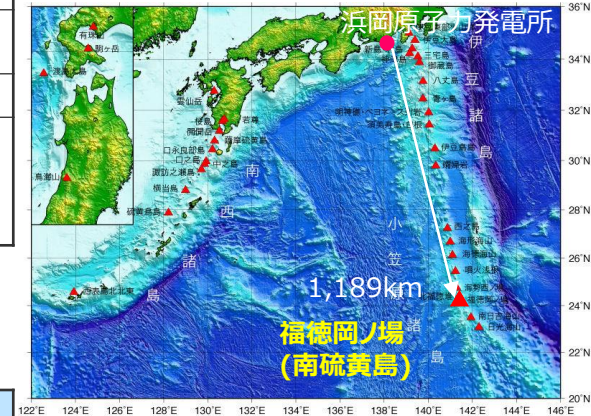 浜岡原子力発電所
36˚N
34˚N
32˚N
30˚N
28˚N
26˚N
24˚N
22˚N
20˚N
有珠山
駒ヶ岳
鳥海山
雲仙岳
桜島
若尊
開聞岳
薩摩硫黄島
口永良部島
口之島
中之島
諏訪之瀬島
横当島
硫黄鳥島
西表島北北東
南西諸島
伊豆諸島
三宅島
御蔵島
八丈島
青ヶ島
伊豆鳥島
孀婦岩
西之島
海形海山
海徳海山
噴火浅根
福徳岡ノ場
南日吉海山
日光海山
小笠
諸島
1,189km
福徳岡ノ場
(南硫黄島)
122˚E
124˚E
126˚E
128˚E
130˚E
132˚E
134˚E
136˚E
138˚E
140˚E
142˚E
144˚E
146˚E